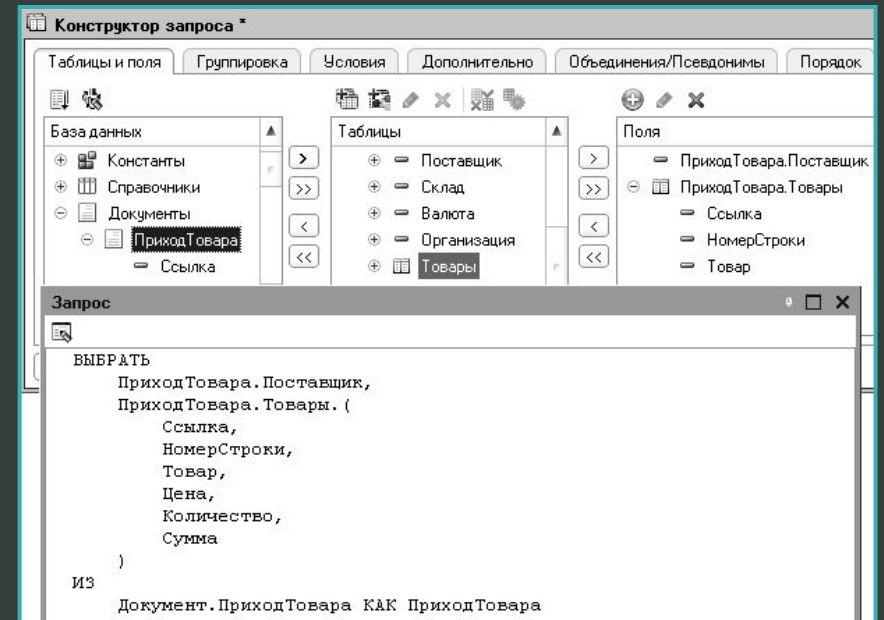 Конструктор запроса *
Таблицы и поля Группировка Условия Дополнительно Объединения/Псевдонимы Порядок
База данных
Константы
Справочники
Документы
ПриходТовара
Ссылка
Таблицы
Поставщик
Склад
Валюта
Организация
Товары
Поля
ПриходТовара.Поставщик
ПриходТовара.Товары
Ссылка
НомерСтроки
Товар
Запрос
ВЫБРАТЬ
ПриходТовара.Поставщик,
ПриходТовара.Товары.(
Ссылка,
НомерСтроки,
Товар,
Цена,
Количество,
Сумма
)
ИЗ
Документ.ПриходТовара КАК ПриходТовара